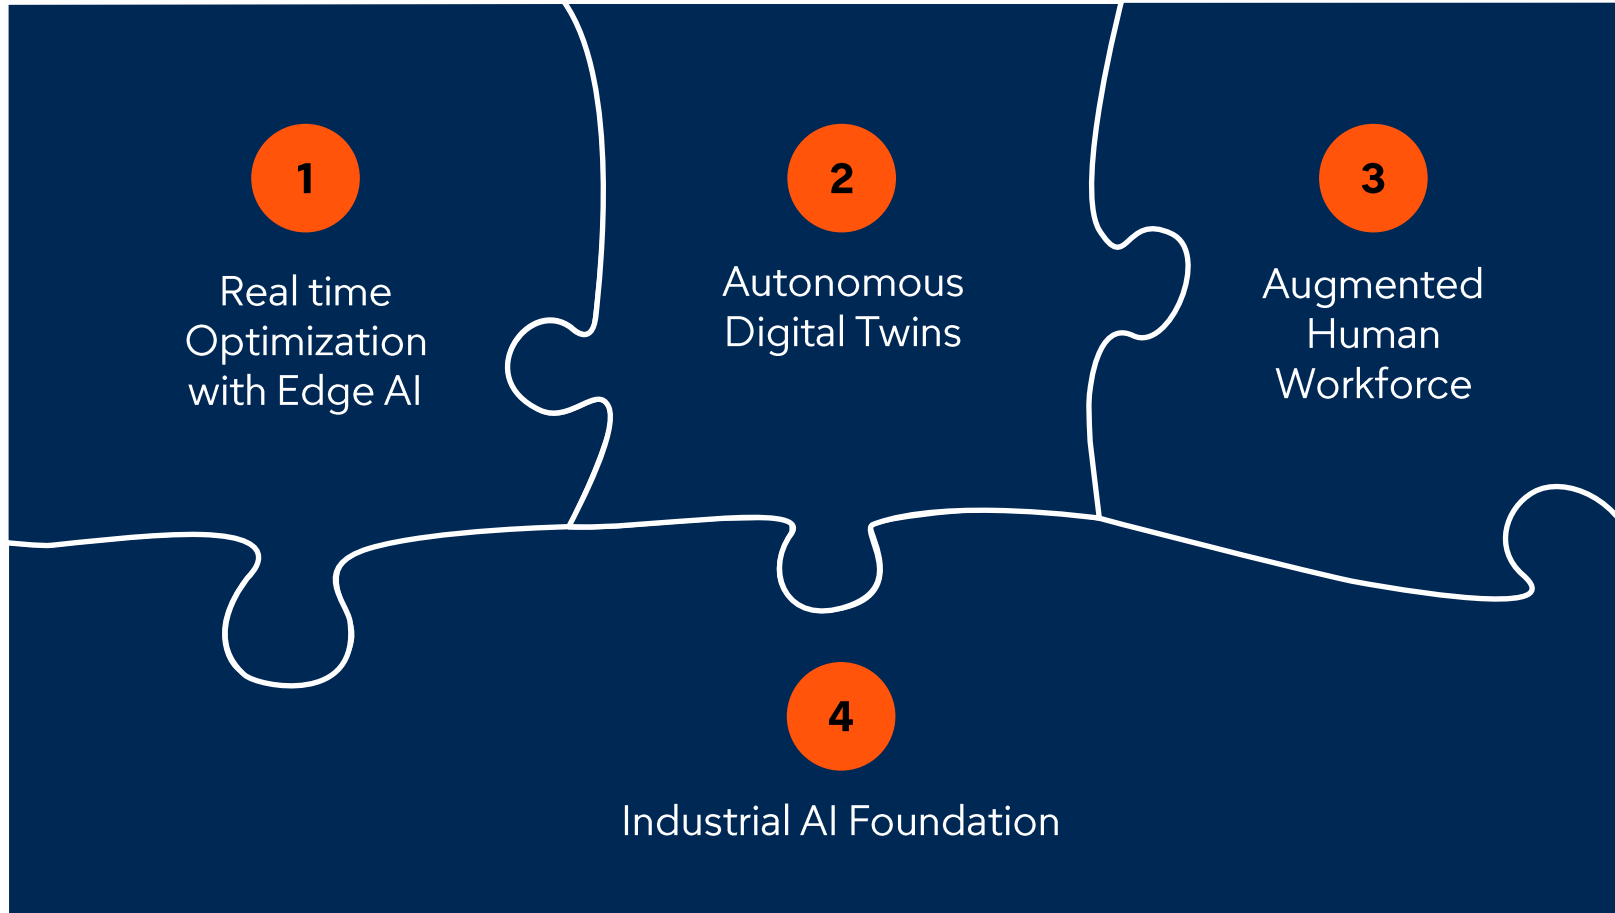 1
Real time
Optimization
with Edge AI
2
Autonomous
Digital Twins
3
Augmented
Human
Workforce
4
Industrial AI Foundation